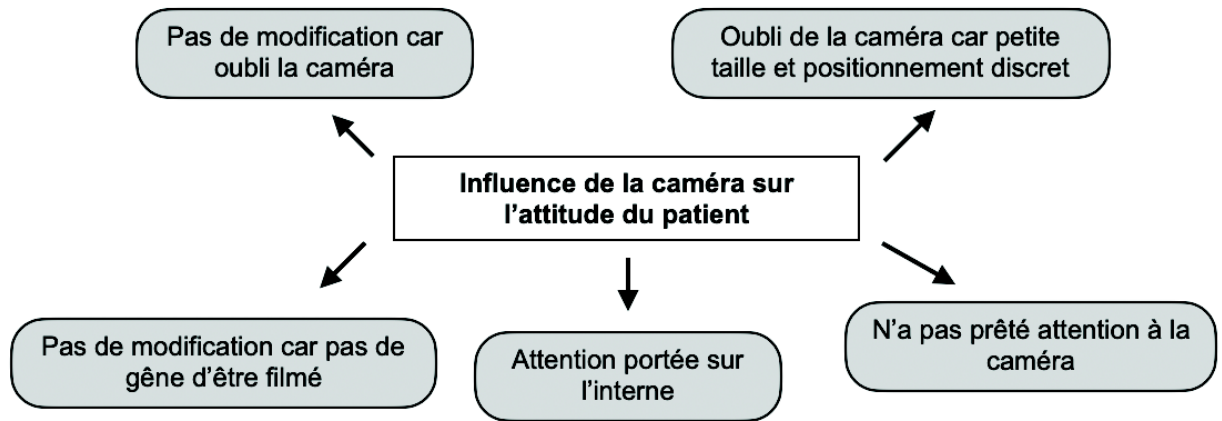 Pas de modification car
oubli la caméra
Oubli de la caméra car petite
taille et positionnement discret
Influence de la caméra sur
l'attitude du patient
Pas de modification car pas de
gêne d'être filmé
Attention portée sur
l'interne
N'a pas prêté attention à la
caméra